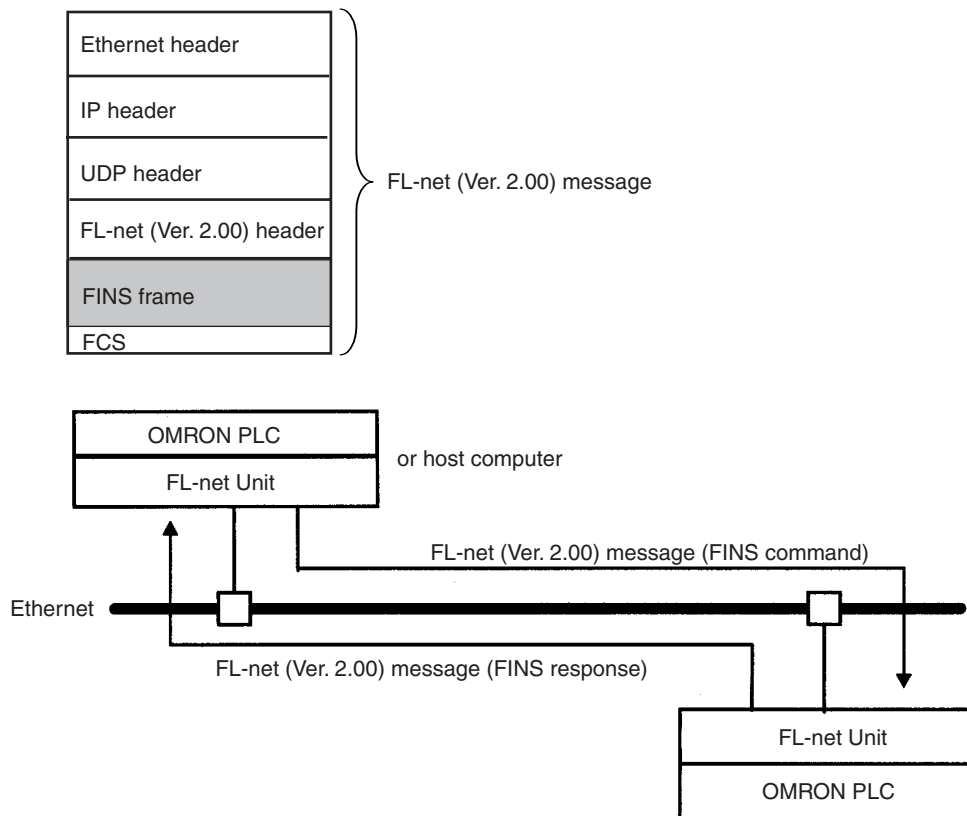 Ethernet header
IP header
UDP header
FL-net (Ver. 2.00) header
FINS frame
FCS
FL-net (Ver. 2.00) message
OMRON PLC
FL-net Unit
or host computer
FL-net (Ver. 2.00) message (FINS command)
Ethernet
FL-net (Ver. 2.00) message (FINS response)
FL-net Unit
OMRON PLC